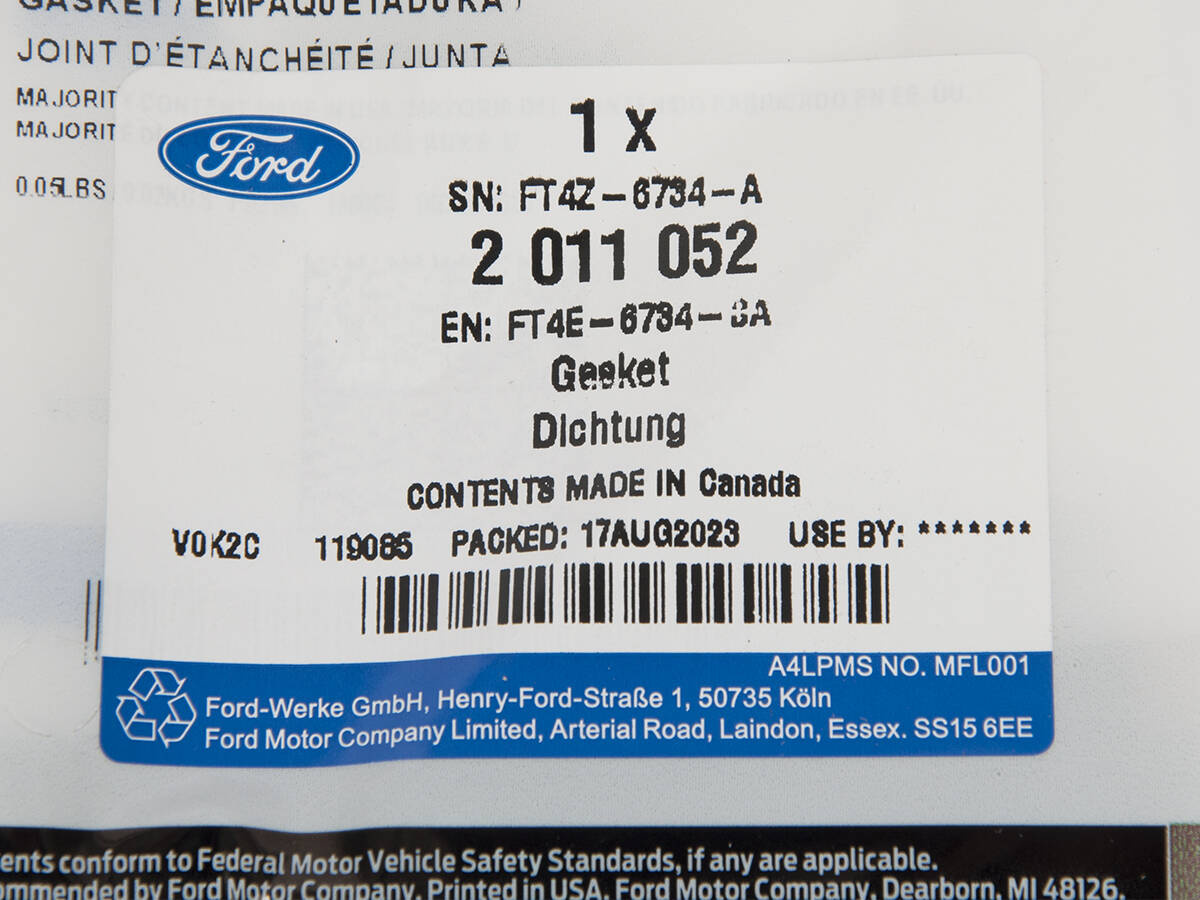 GASKET / EMPAQUETADURA /
JOINT D'ÉTANCHÉITÉ / JUNTA
MAJORIT
MAJORIT
0.05LBS
Ford
1 x
SN: FT4Z-6734-A
2 011 052
EN: FT4E-6734-
Gasket
Dichtung
CONTENTS MADE IN Canada
V0K2C 119086 PACKED: 17AUG2023 USE BY: *******
A4LPMS NO. MFL001
Ford-Werke GmbH, Henry-Ford-Straße 1, 50735 Köln
Ford Motor Company Limited, Arterial Road, Laindon, Essex. SS15 6EE
ents conform to Federal Motor Vehicle Safety Standards, if any are applicable.
ommended by Ford Motor Company. Printed in USA. Ford Motor Company, Dearborn, MI 48126.